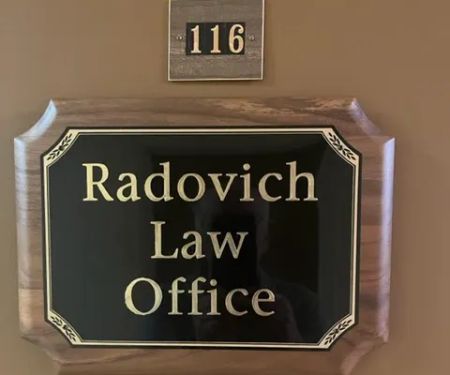 116
Radovich
Law
Office